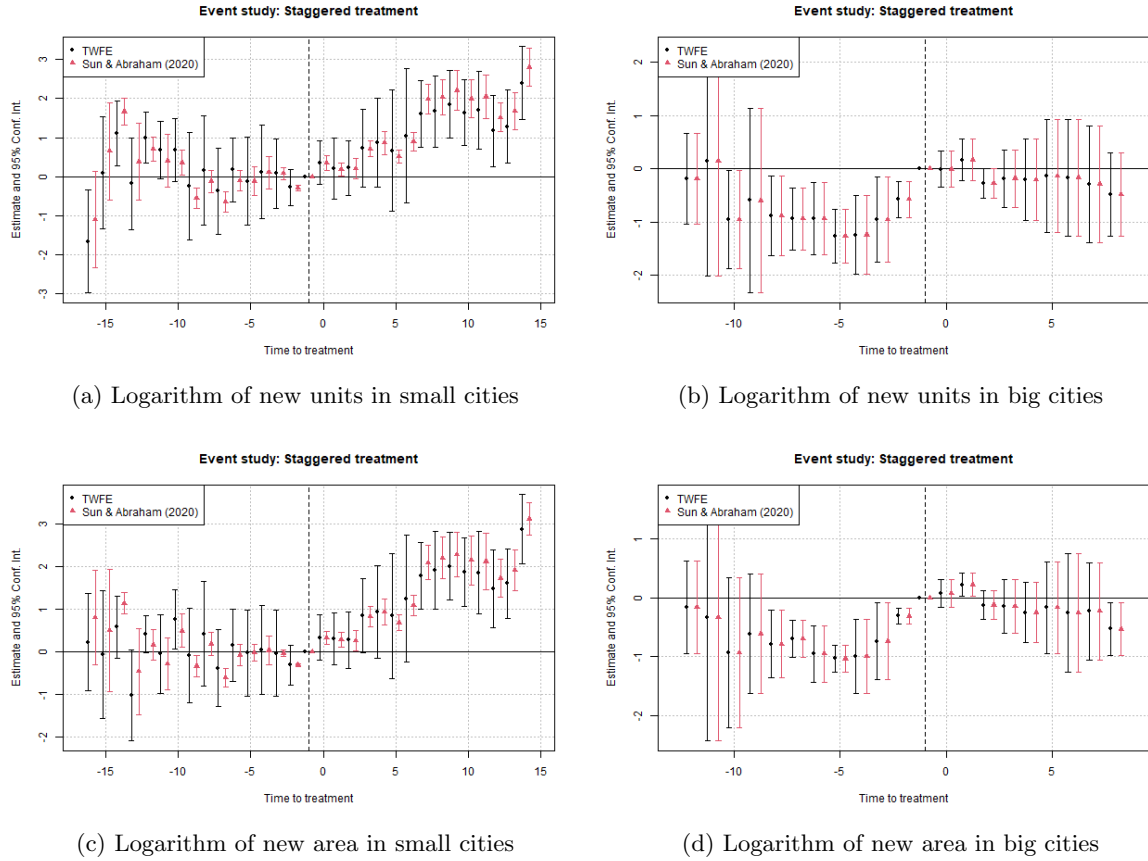 Event study: Staggered treatment
Estimate and 95% Conf. Int.
TWFE
Sun & Abraham (2020)
3
2
1
0
-1
-2
-3
-15
-10
-5
0
5
10
15
Time to treatment
(a) Logarithm of new units in small cities
Event study: Staggered treatment
Estimate and 95% Conf. Int.
TWFE
Sun & Abraham (2020)
2
1
0
-1
-2
-10
-5
0
5
Time to treatment
(b) Logarithm of new units in big cities
Event study: Staggered treatment
Estimate and 95% Conf. Int.
TWFE
Sun & Abraham (2020)
3
2
1
0
-1
-2
-15
-10
-5
0
5
10
15
Time to treatment
(c) Logarithm of new area in small cities
Event study: Staggered treatment
Estimate and 95% Conf. Int.
TWFE
Sun & Abraham (2020)
1
0
-1
-2
-10
-5
0
5
Time to treatment
(d) Logarithm of new area in big cities